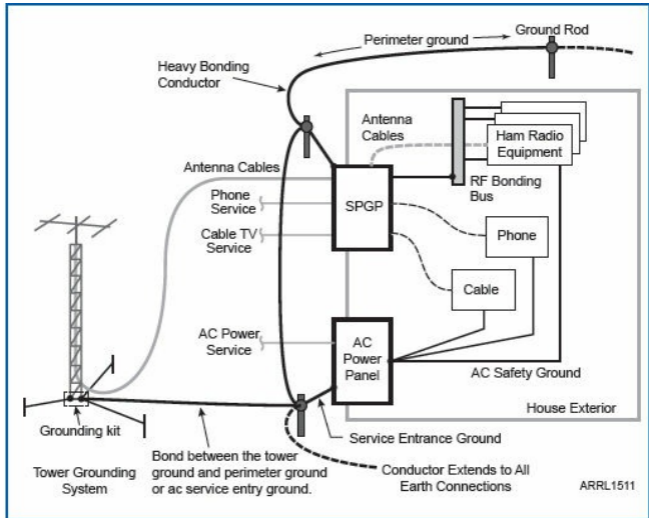 Ground Rod
Perimeter ground
Heavy Bonding
Conductor
Antenna
Cables
Ham Radio
Equipment
Antenna Cables
RF Bonding
Bus
Phone
Service
SPGP
Cable TV
Service
Phone
Cable
AC Power
Service
AC
Power
Panel
AC Safety Ground
House Exterior
Grounding kit
Service Entrance Ground
Tower Grounding
System
Bond between the tower
ground and perimeter ground
or ac service entry ground.
Conductor Extends to All
Earth Connections
ARRL1511